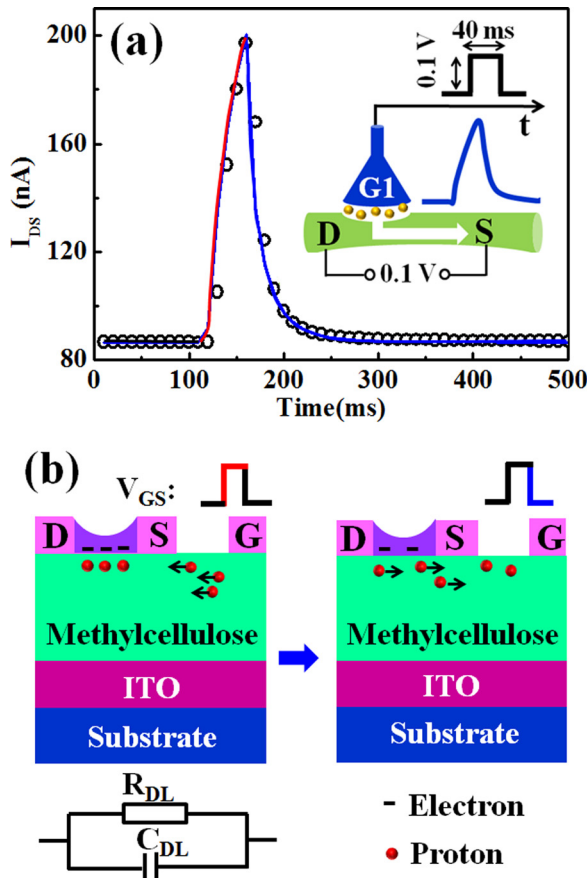 (a)
40 ms
0.1 V
t
G1
D
S
0.1 V
I_DS (nA)
200
160
120
80
0
100
200
300
400
500
Time(ms)
(b)
V_GS:
D
S
G
D
S
G
Methylcellulose
Methylcellulose
ITO
ITO
Substrate
Substrate
R_DL
C_DL
- Electron
Proton